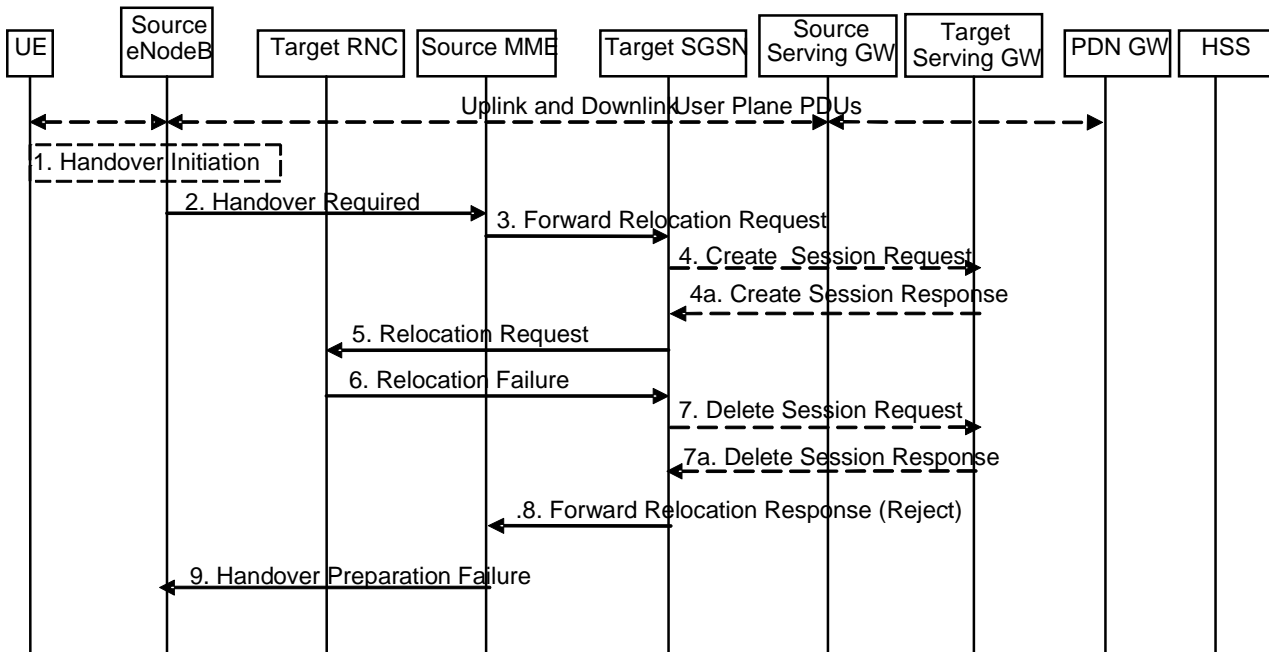 UE
Source
eNodeB
Target RNC
Source MME
Target SGSN
Source
Serving GW
Target
Serving GW
PDN GW
HSS
Uplink and Downlink User Plane PDUs
1. Handover Initiation
2. Handover Required
3. Forward Relocation Request
4. Create Session Request
4a. Create Session Response
5. Relocation Request
6. Relocation Failure
7. Delete Session Request
7a. Delete Session Response
.8. Forward Relocation Response (Reject)
9. Handover Preparation Failure